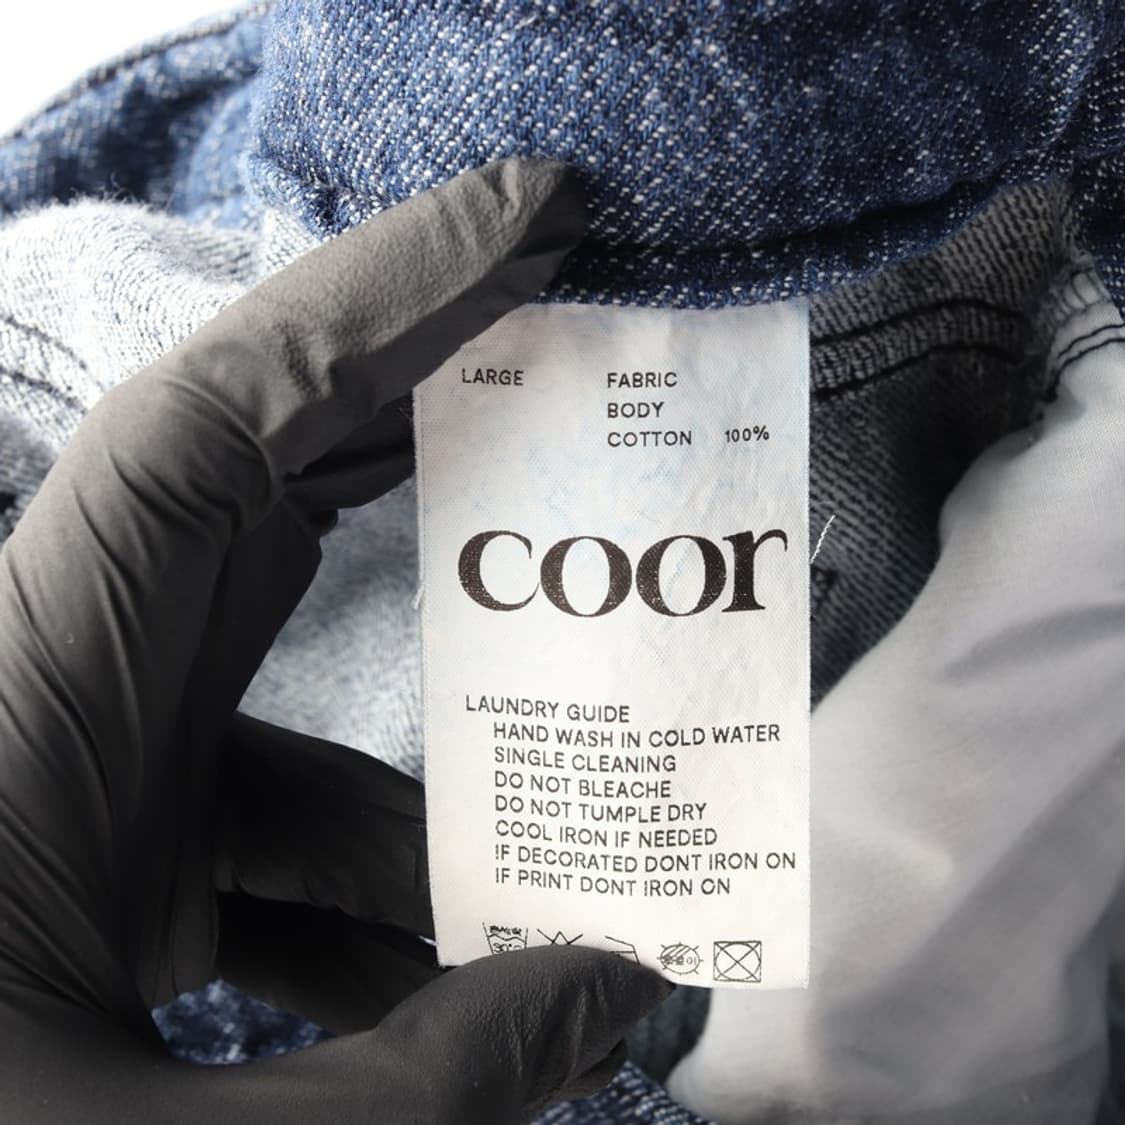 LARGE
FABRIC
BODY
COTTON 100%
coor
LAUNDRY GUIDE
HAND WASH IN COLD WATER
SINGLE CLEANING
DO NOT BLEACHE
DO NOT TUMPLE DRY
COOL IRON IF NEEDED
IF DECORATED DONT IRON ON
IF PRINT DONT IRON ON